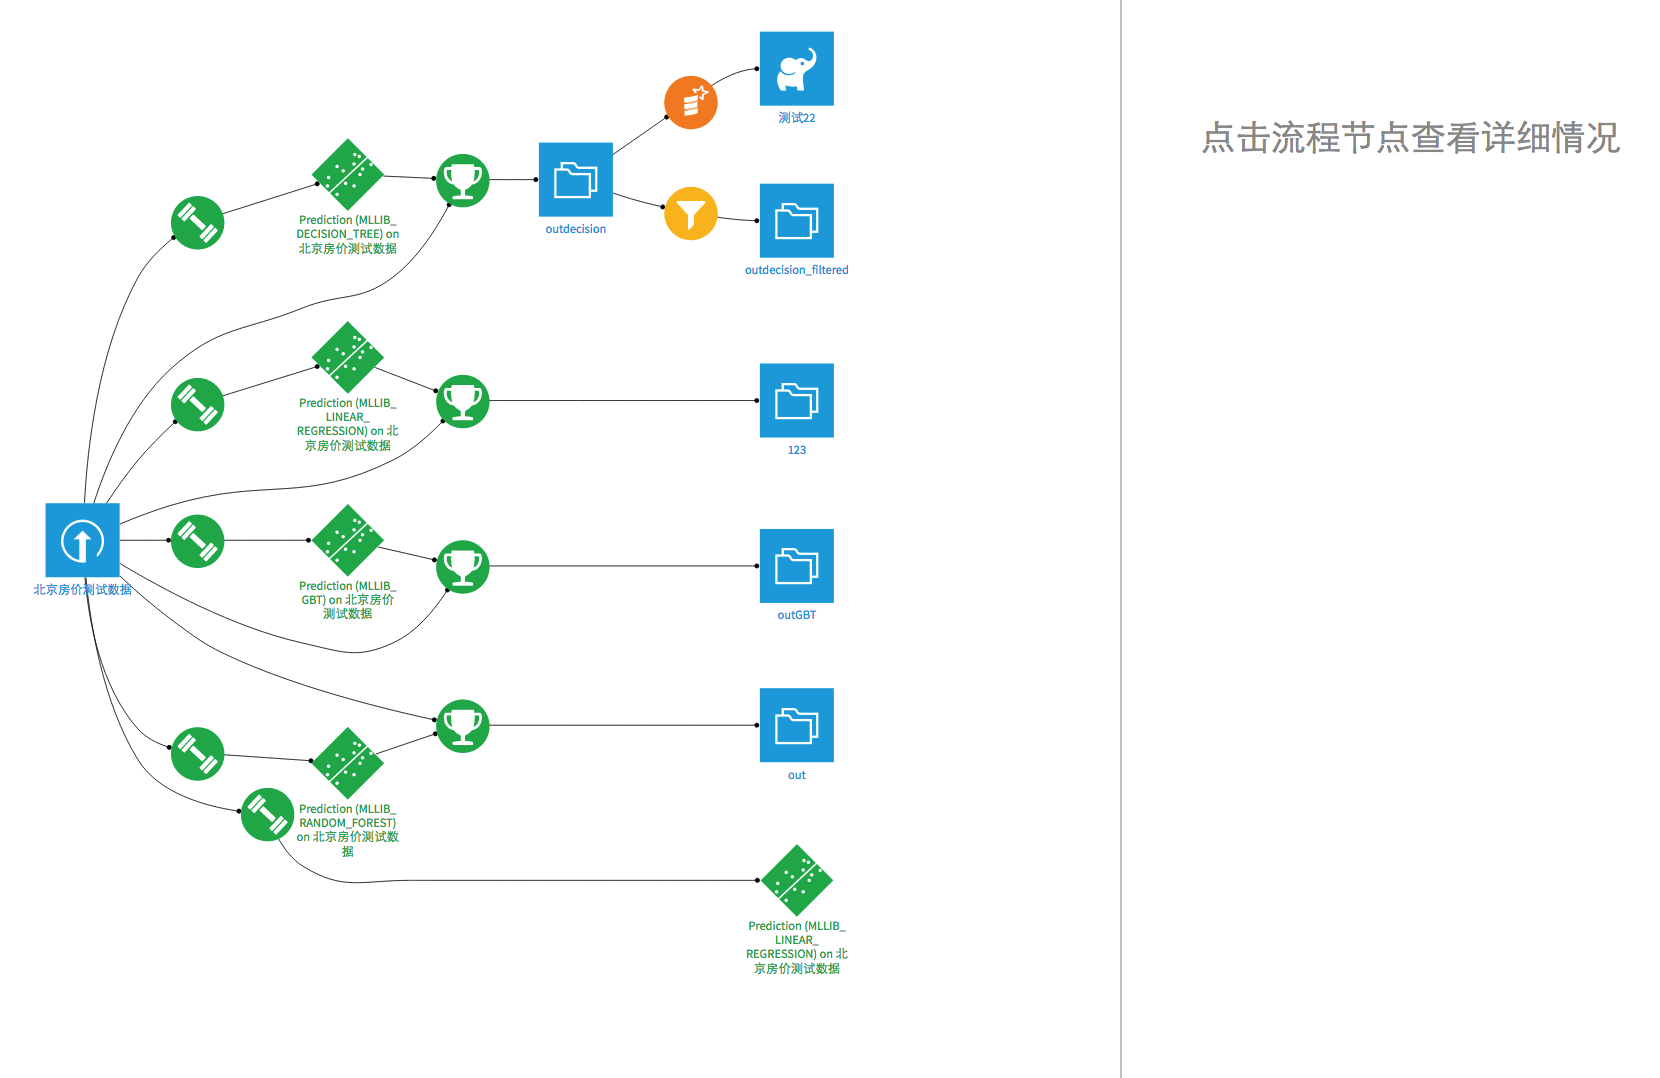 测试22
点击流程节点查看详细情况
Prediction (MLLIB_
DECISION_TREE) on
北京房价测试数据
outdecision
outdecision_filtered
Prediction (MLLIB_
LINEAR_
REGRESSION) on 北
京房价测试数据
123
北京房价测试数据
Prediction (MLLIB_
GBT) on 北京房价
测试数据
outGBT
Prediction (MLLIB_
RANDOM_FOREST)
on 北京房价测试数
据
out
Prediction (MLLIB_
LINEAR_
REGRESSION) on 北
京房价测试数据